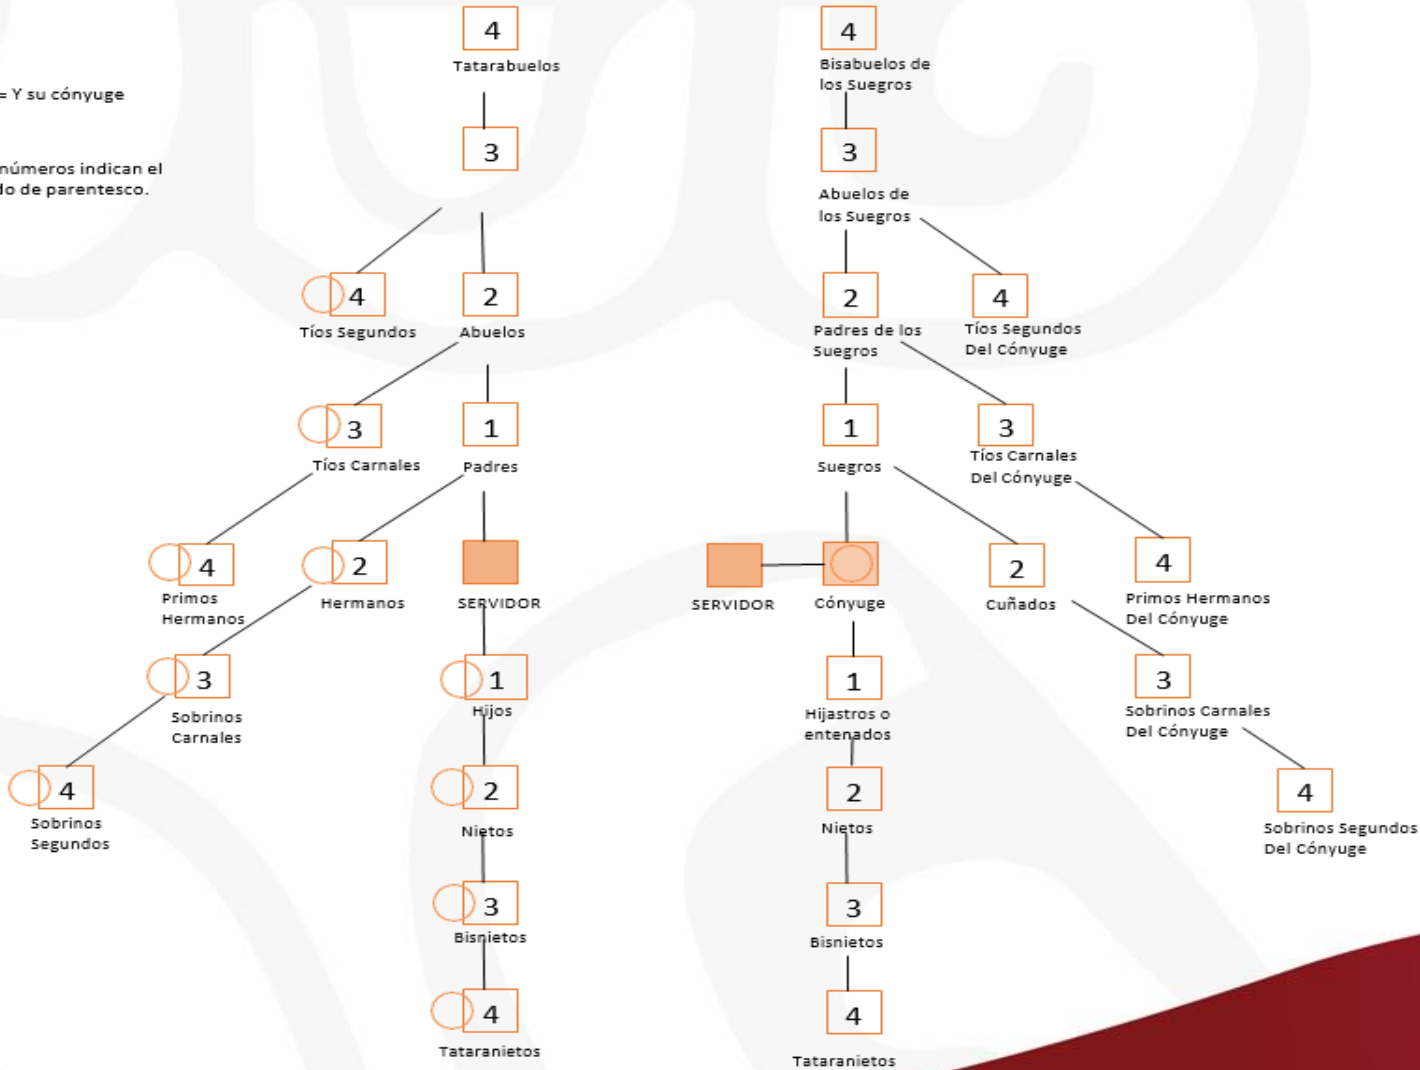 4
Tatarabuelos
= Y su cónyuge
3
números indican el
do de parentesco.
4
Tíos Segundos
2
Abuelos
3
Tíos Carnales
1
Padres
4
Primos
Hermanos
2
Hermanos
SERVIDOR
3
Sobrinos
Carnales
1
Hijos
4
Sobrinos
Segundos
2
Nietos
3
Bisnietos
4
Tataranietos
4
Bisabuelos de
los Suegros
3
Abuelos de
los Suegros
2
Padres de los
Suegros
4
Tíos Segundos
Del Cónyuge
1
Suegros
3
Tíos Carnales
Del Cónyuge
SERVIDOR
Cónyuge
2
Cuñados
4
Primos Hermanos
Del Cónyuge
1
Hijastros o
entenados
3
Sobrinos Carnales
Del Cónyuge
2
Nietos
4
Sobrinos Segundos
Del Cónyuge
3
Bisnietos
4
Tataranietos